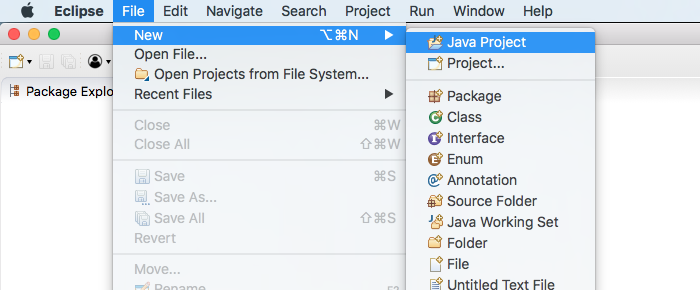 Eclipse File Edit Navigate Search Project Run Window Help
New ⌥⌘N
Open File...
Open Projects from File System...
Recent Files
Close ⌘W
Close All ⇧⌘W
Save ⌘S
Save As...
Save All ⇧⌘S
Revert
Move...
Rename... F2
Java Project
Project...
Package
Class
Interface
Enum
Annotation
Source Folder
Java Working Set
Folder
File
Untitled Text File
Package Explo